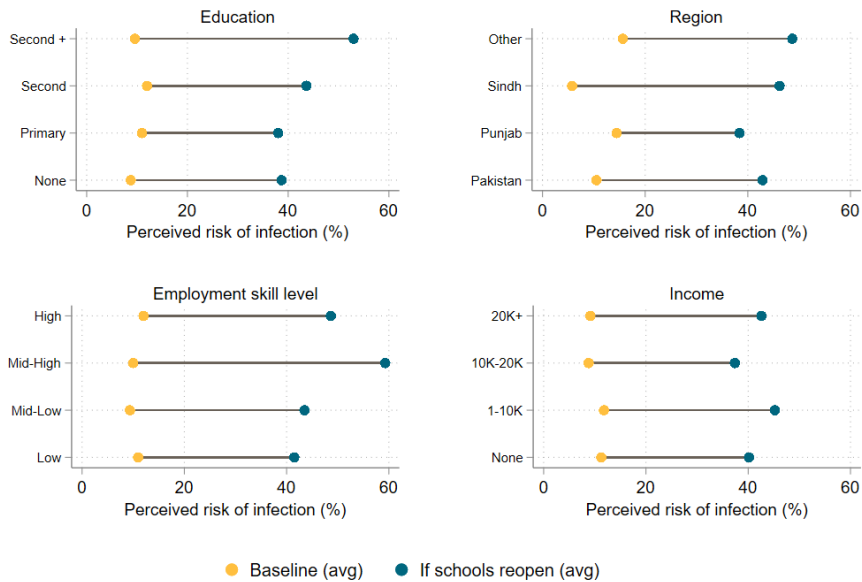 Education
Second +
Second
Primary
None
0 20 40 60
Perceived risk of infection (%)
Region
Other
Sindh
Punjab
Pakistan
0 20 40 60
Perceived risk of infection (%)
Employment skill level
High
Mid-High
Mid-Low
Low
0 20 40 60
Perceived risk of infection (%)
Income
20K+
10K-20K
1-10K
None
0 20 40 60
Perceived risk of infection (%)
Baseline (avg) If schools reopen (avg)